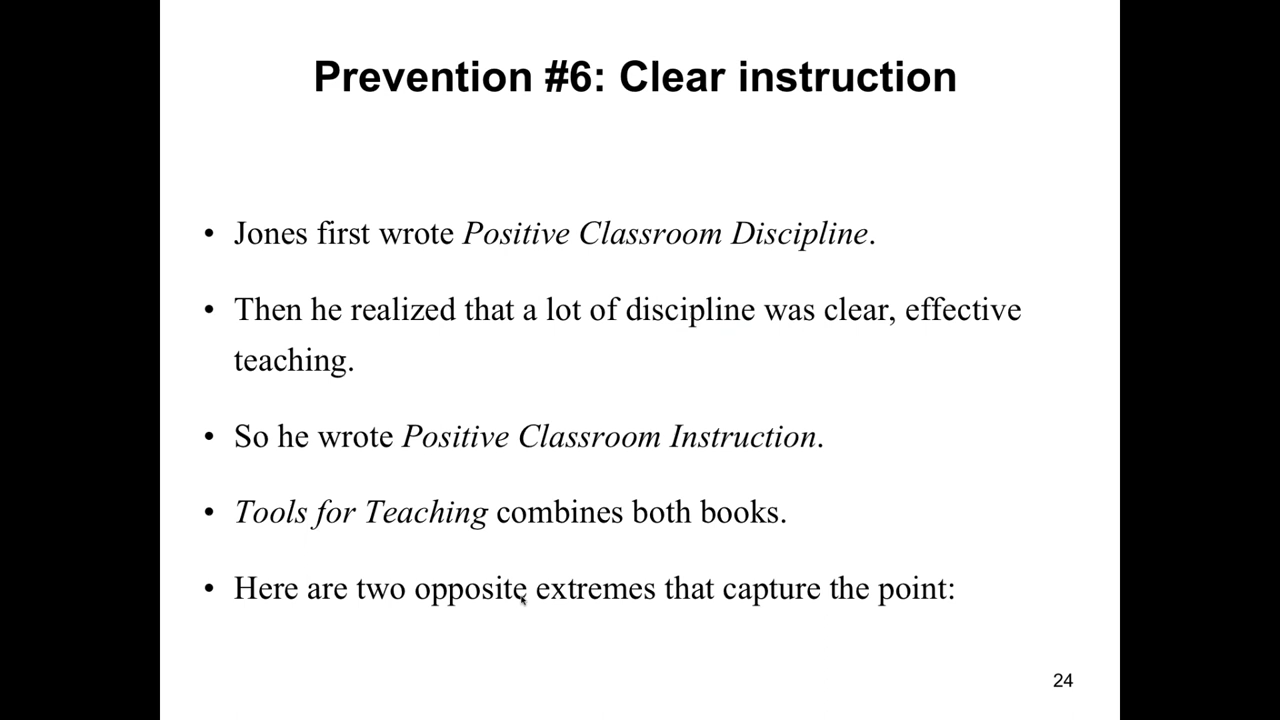 Prevention #6: Clear instruction
• Jones first wrote Positive Classroom Discipline.
• Then he realized that a lot of discipline was clear, effective
teaching.
• So he wrote Positive Classroom Instruction.
• Tools for Teaching combines both books.
• Here are two opposite extremes that capture the point:
24